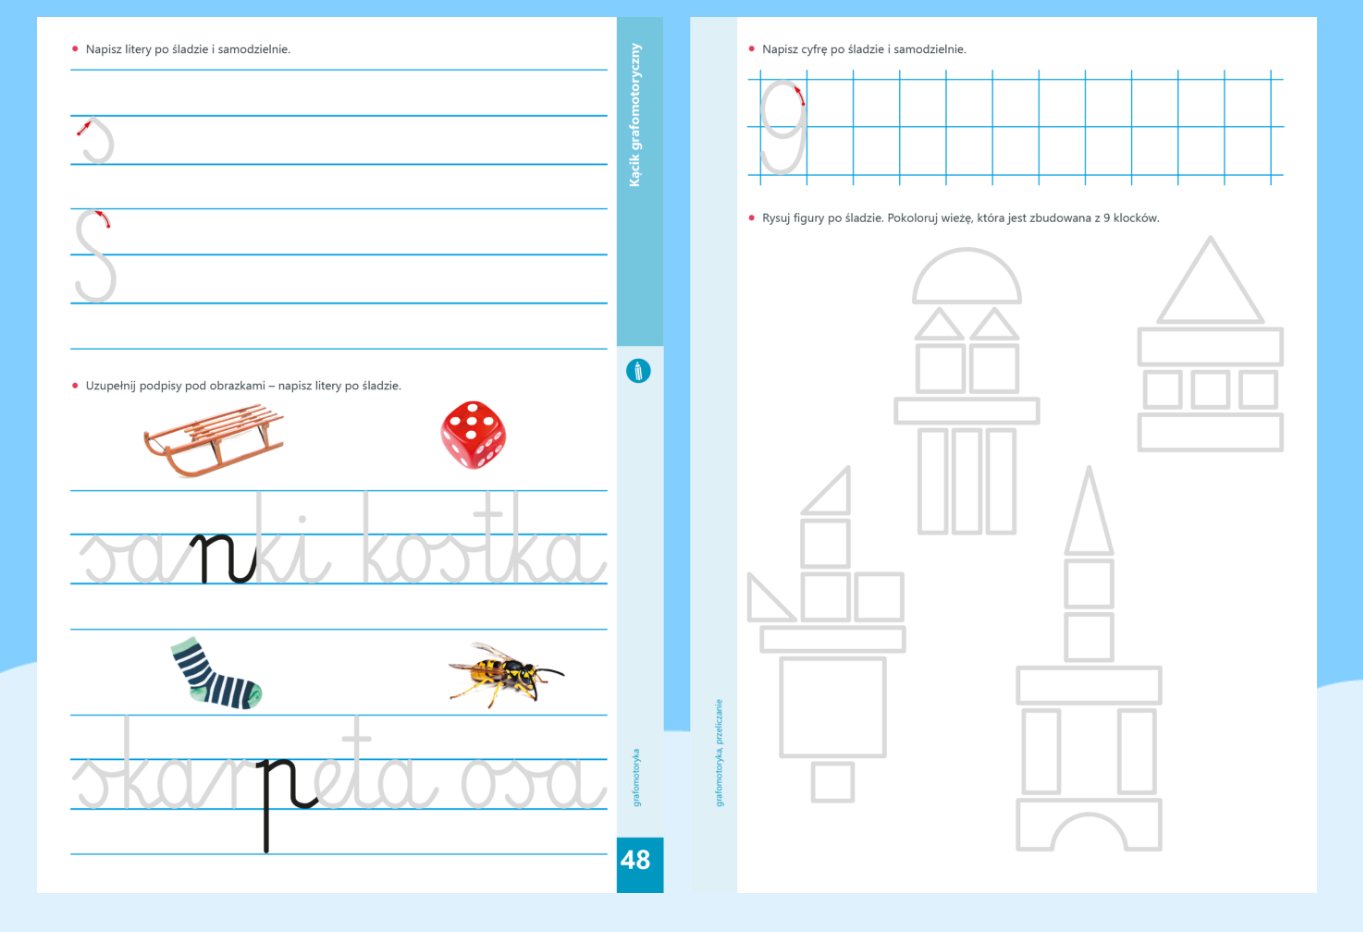 Napisz litery po śladzie i samodzielnie.
s
S
Uzupełnij podpisy pod obrazkami – napisz litery po śladzie.
sanki kostka
skarpeta osa
Kącik grafomotoryczny
grafomotoryka
48
Napisz cyfrę po śladzie i samodzielnie.
9
Rysuj figury po śladzie. Pokoloruj wieżę, która jest zbudowana z 9 klocków.
grafomotoryka, przeliczanie